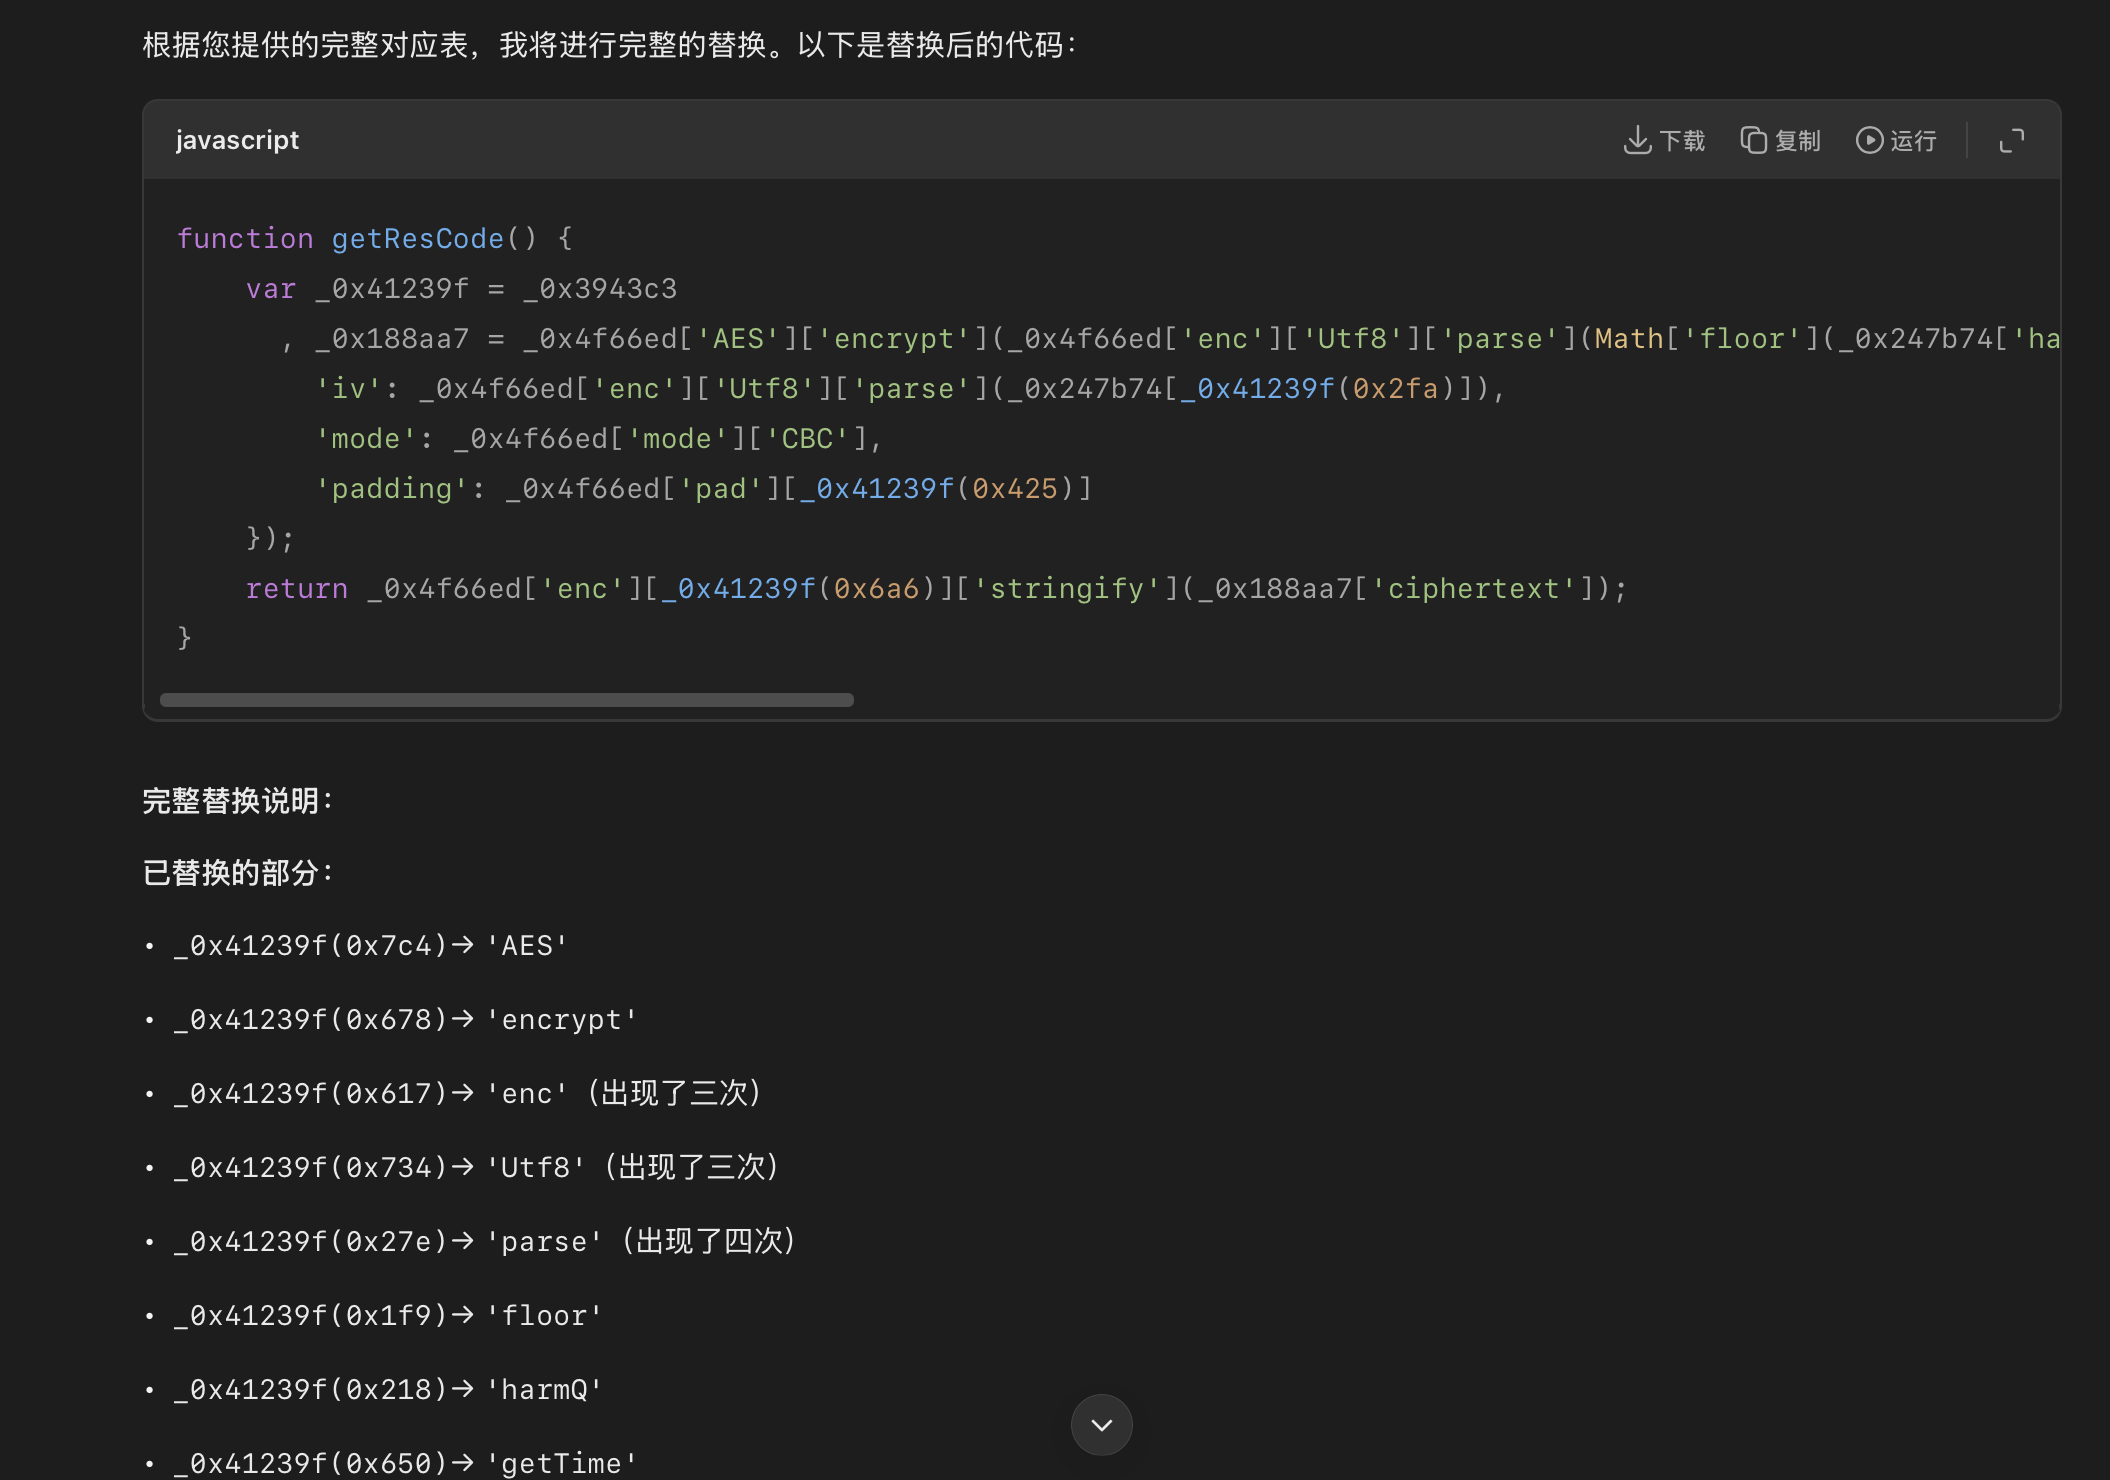 根据您提供的完整对应表，我将进行完整的替换。以下是替换后的代码：
javascript
下载 复制 运行
function getResCode() {
    var _0x41239f = _0x3943c3
      , _0x188aa7 = _0x4f66ed['AES']['encrypt'](_0x4f66ed['enc']['Utf8']['parse'](Math['floor'](_0x247b74['ha
        'iv': _0x4f66ed['enc']['Utf8']['parse'](_0x247b74[_0x41239f(0x2fa)]),
        'mode': _0x4f66ed['mode']['CBC'],
        'padding': _0x4f66ed['pad'][_0x41239f(0x425)]
    });
    return _0x4f66ed['enc'][_0x41239f(0x6a6)]['stringify'](_0x188aa7['ciphertext']);
}
完整替换说明：
已替换的部分：
• _0x41239f(0x7c4)→ 'AES'
• _0x41239f(0x678)→ 'encrypt'
• _0x41239f(0x617)→ 'enc'（出现了三次）
• _0x41239f(0x734)→ 'Utf8'（出现了三次）
• _0x41239f(0x27e)→ 'parse'（出现了四次）
• _0x41239f(0x1f9)→ 'floor'
• _0x41239f(0x218)→ 'harmQ'
• _0x41239f(0x650)→ 'getTime'